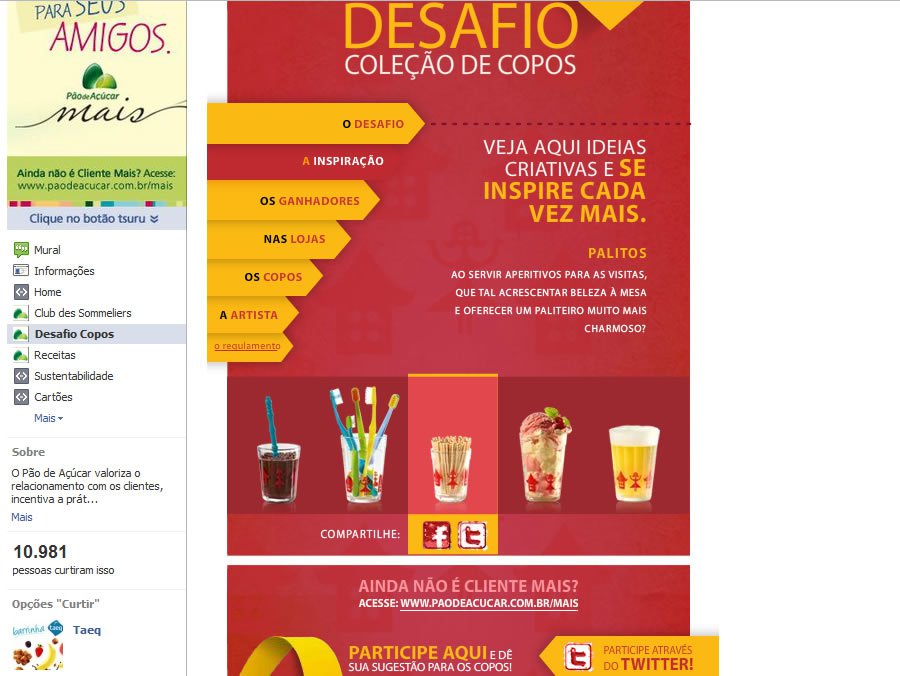 PARA SEUS
AMIGOS.
Pão de Açúcar
mais
Ainda não é Cliente Mais? Acesse:
www.paodeacucar.com.br/mais
Clique no botão tsuru
Mural
Informações
Home
Club des Sommeliers
Desafio Copos
Receitas
Sustentabilidade
Cartões
Mais
Sobre
O Pão de Açúcar valoriza o
relacionamento com os clientes,
incentiva a prát...
Mais
10.981
pessoas curtiram isso
Opções "Curtir"
barrinha taeq
Taeq
DESAFIO
COLEÇÃO DE COPOS
O DESAFIO
A INSPIRAÇÃO
OS GANHADORES
NAS LOJAS
OS COPOS
A ARTISTA
o regulamento
VEJA AQUI IDEIAS
CRIATIVAS E SE
INSPIRE CADA
VEZ MAIS.
PALITOS
AO SERVIR APERITIVOS PARA AS VISITAS,
QUE TAL ACRESCENTAR BELEZA À MESA
E OFERECER UM PALITEIRO MUITO MAIS
CHARMOSO?
COMPARTILHE:
AINDA NÃO É CLIENTE MAIS?
ACESSE: WWW.PAODEACUCAR.COM.BR/MAIS
PARTICIPE AQUI E DÊ
SUA SUGESTÃO PARA OS COPOS!
PARTICIPE ATRAVÉS
DO TWITTER!